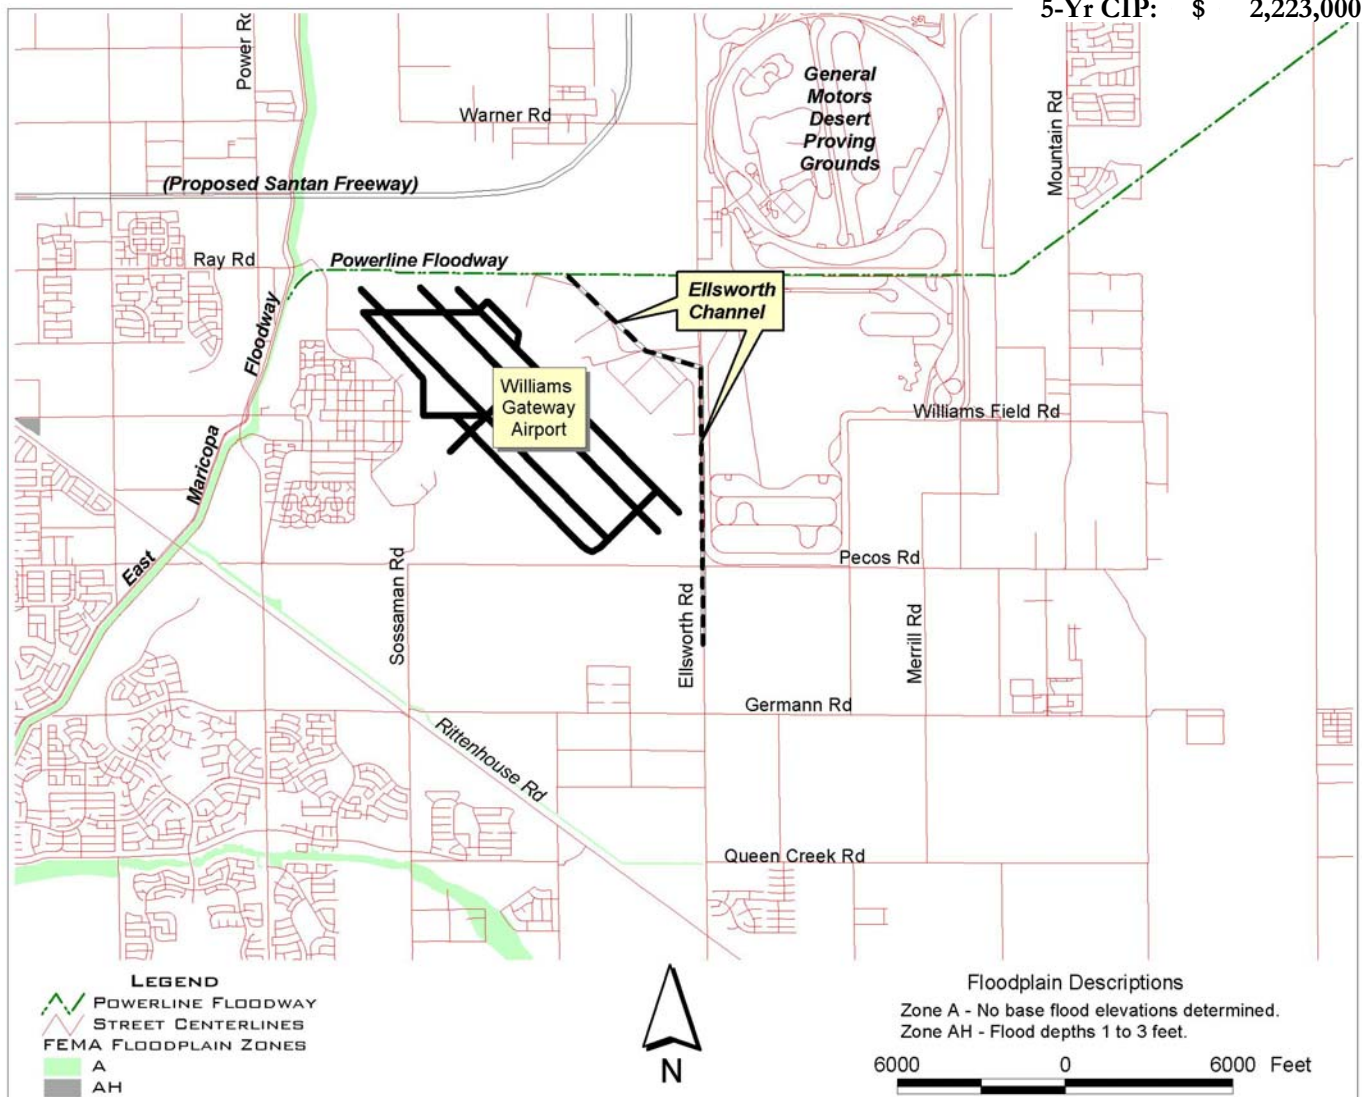 5-Yr CIP: $ 2,223,000
Power Rd
Warner Rd
General
Motors
Desert
Proving
Grounds
Mountain Rd
(Proposed Santan Freeway)
Ray Rd
Powerline Floodway
Ellsworth
Channel
Floodway
Williams
Gateway
Airport
Williams Field Rd
Maricopa
East
Sossaman Rd
Ellsworth Rd
Pecos Rd
Merrill Rd
Germann Rd
Rittenhouse Rd
Queen Creek Rd
LEGEND
POWERLINE FLOODWAY
STREET CENTERLINES
FEMA FLOODPLAIN ZONES
A
AH
N
Floodplain Descriptions
Zone A - No base flood elevations determined.
Zone AH - Flood depths 1 to 3 feet.
6000 0 6000 Feet